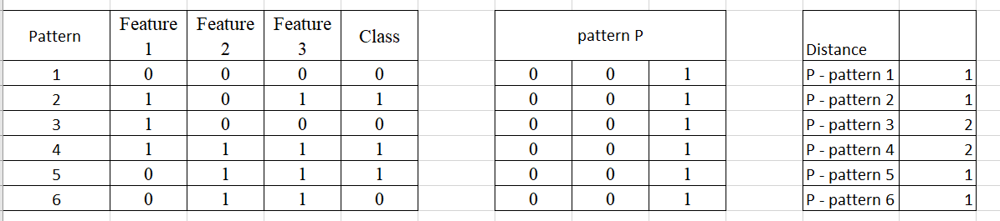 Pattern Feature 1 Feature 2 Feature 3 Class pattern P Distance
1 0 0 0 0 0 0 1 P - pattern 1 1
2 1 0 1 1 0 0 1 P - pattern 2 1
3 1 0 0 0 0 0 1 P - pattern 3 2
4 1 1 1 1 0 0 1 P - pattern 4 2
5 0 1 1 1 0 0 1 P - pattern 5 1
6 0 1 1 0 0 0 1 P - pattern 6 1